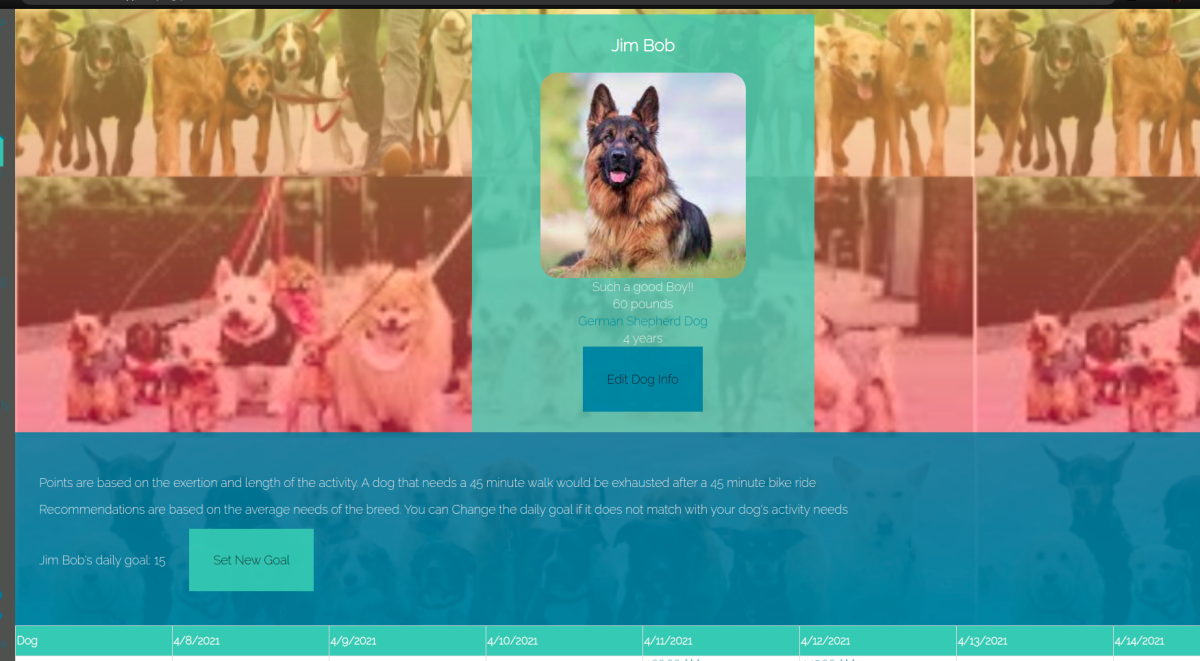 Jim Bob
Such a good Boy!!
60 pounds
German Shepherd Dog
4 years
Edit Dog Info
Points are based on the exertion and length of the activity. A dog that needs a 45 minute walk would be exhausted after a 45 minute bike ride
Recommendations are based on the average needs of the breed. You can Change the daily goal if it does not match with your dog's activity needs
Jim Bob's daily goal: 15
Set New Goal
Dog 4/8/2021 4/9/2021 4/10/2021 4/11/2021 4/12/2021 4/13/2021 4/14/2021